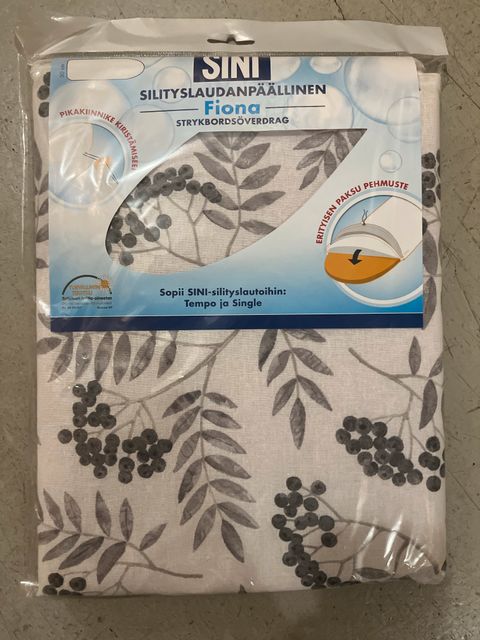 SINI
SILITYSLAUDANPÄÄLLINEN
Fiona
STRYKBORDSÖVERDRAG
PIKAKIINNIKE KIRISTÄMISEEN
ERITYISEN PAKSU PEHMUSTE
Sopii SINI-silityslautoihin:
Tempo ja Single